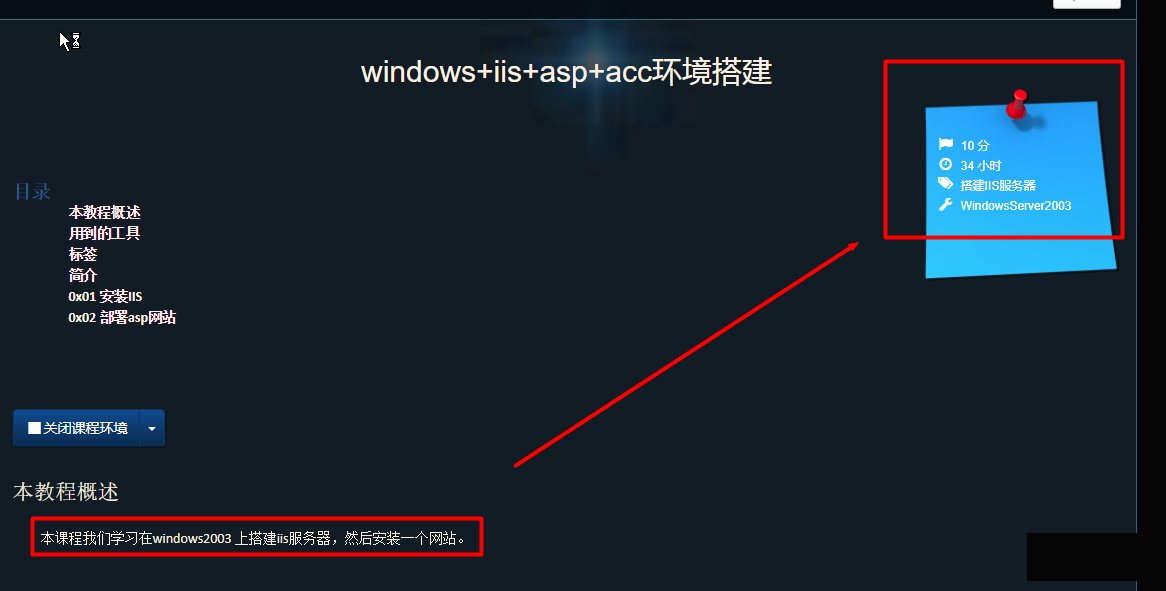 windows+iis+asp+acc环境搭建
10 分
34 小时
搭建IIS服务器
WindowsServer2003
目录
本教程概述
用到的工具
标签
简介
0x01 安装IIS
0x02 部署asp网站
关闭课程环境
本教程概述
本课程我们学习在windows2003 上搭建iis服务器，然后安装一个网站。